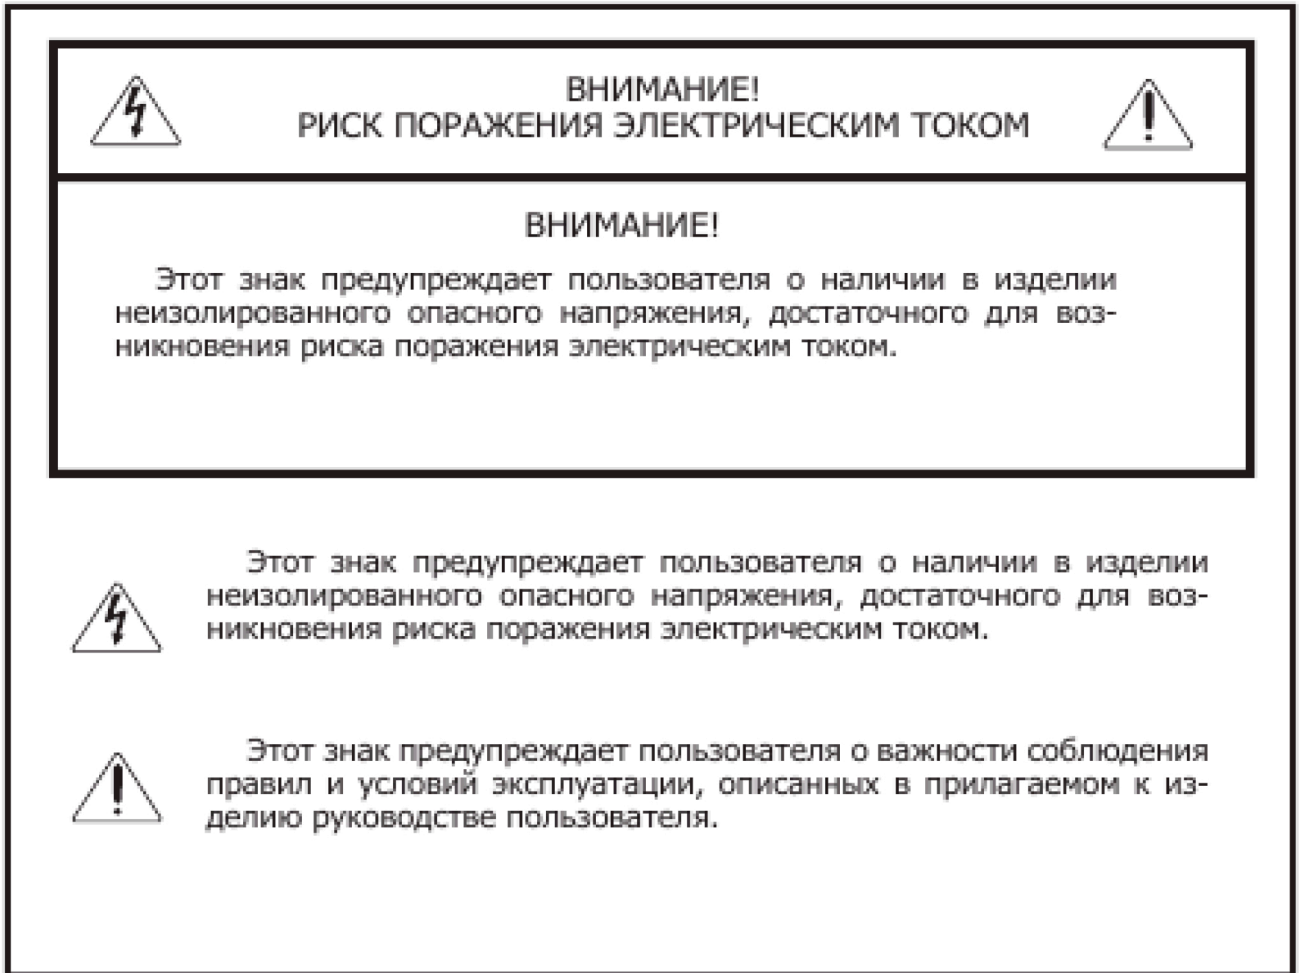 ВНИМАНИЕ!
РИСК ПОРАЖЕНИЯ ЭЛЕКТРИЧЕСКИМ ТОКОМ
ВНИМАНИЕ!
Этот знак предупреждает пользователя о наличии в изделии
неизолированного опасного напряжения, достаточного для воз-
никновения риска поражения электрическим током.
Этот знак предупреждает пользователя о наличии в изделии
неизолированного опасного напряжения, достаточного для воз-
никновения риска поражения электрическим током.
Этот знак предупреждает пользователя о важности соблюдения
правил и условий эксплуатации, описанных в прилагаемом к из-
делию руководстве пользователя.